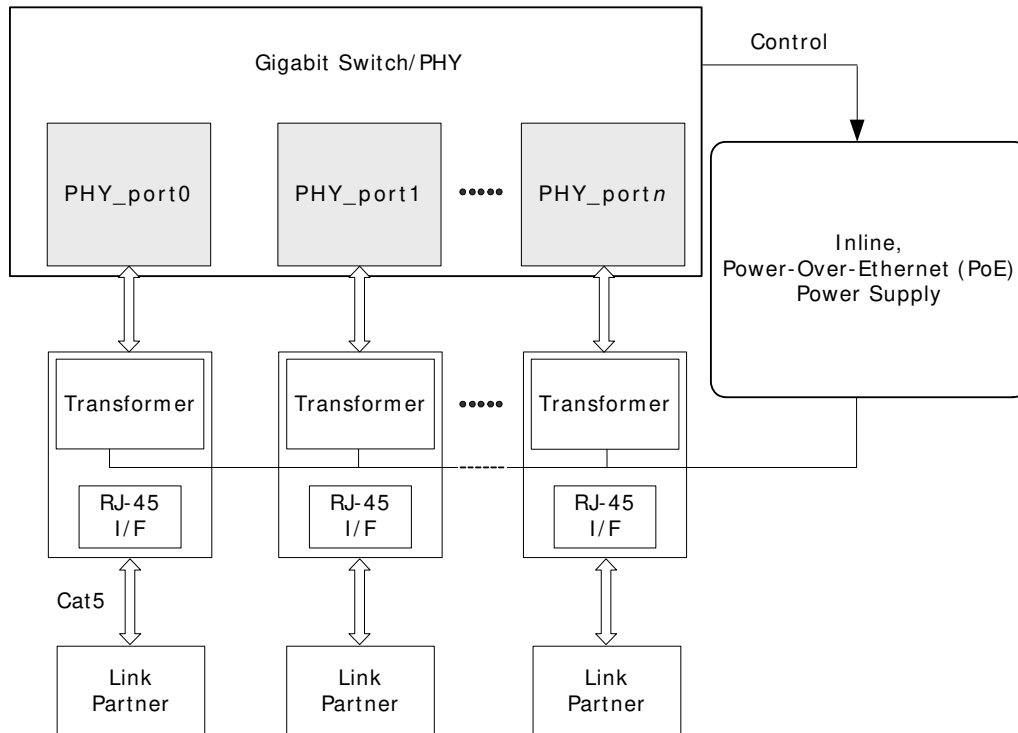 Control
Gigabit Switch/PHY
PHY_port0
PHY_port1
PHY_portn
Inline,
Power-Over-Ethernet (PoE)
Power Supply
Transformer
Transformer
Transformer
RJ-45
I/F
RJ-45
I/F
RJ-45
I/F
Cat5
Link
Partner
Link
Partner
Link
Partner